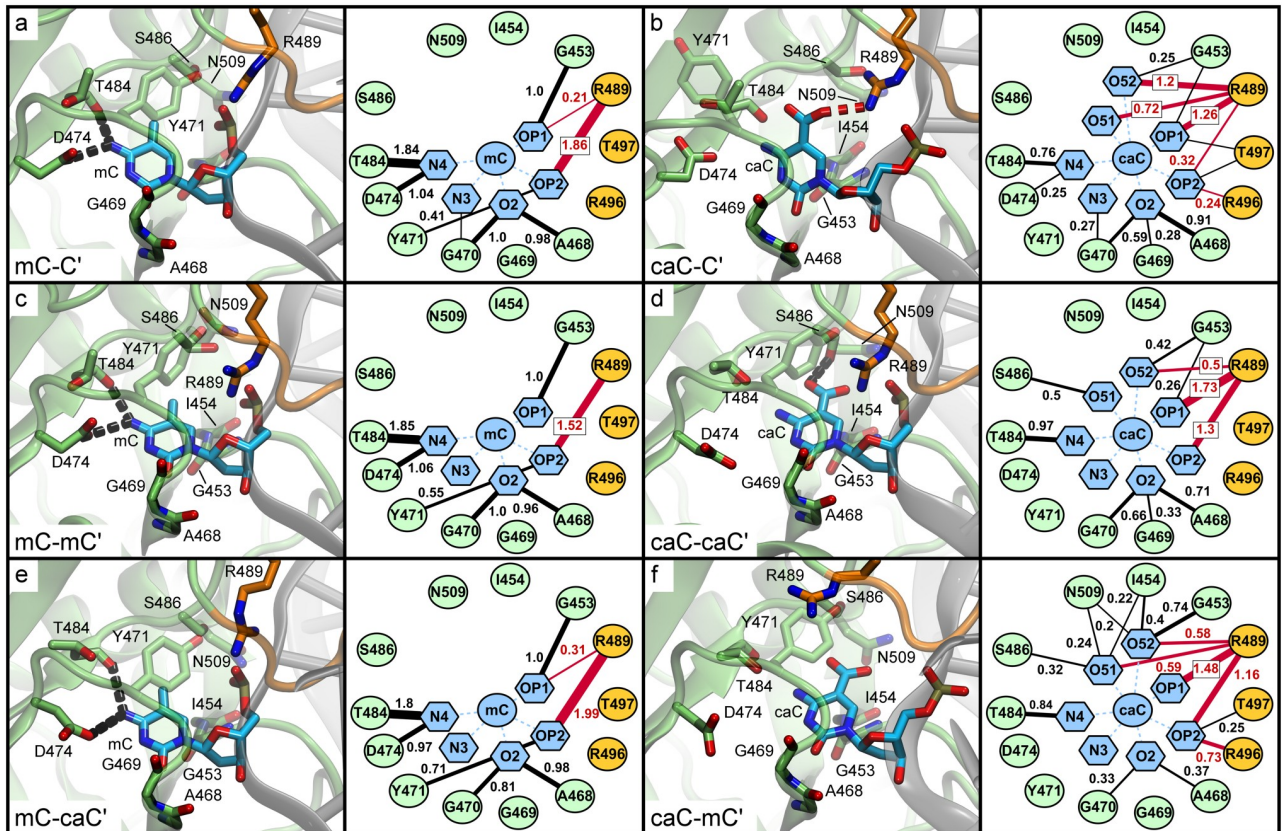 a
S486
N509
R489
T484
D474
Y471
mC
G469
A468
mC-C'
N509
I454
G453
S486
1.0
0.21
R489
OP1
T497
1.84
T484
N4
mC
1.86
D474
1.04
N3
O2
OP2
R496
0.41
Y471
1.0
0.98
G470
G469
A468
b
Y471
S486
R489
T484
N509
I454
D474
caC
G469
G453
A468
caC-C'
N509
I454
G453
0.25
O52
1.2
R489
S486
O51
0.72
1.26
OP1
T484
0.76
N4
caC
0.32
T497
D474
0.25
N3
O2
OP2
0.24
R496
Y471
0.27
0.59
0.28
0.91
G470
G469
A468
c
N509
S486
Y471
T484
R489
I454
D474
mC
G469
G453
A468
mC-mC'
N509
I454
G453
S486
1.0
R489
OP1
1.52
T497
1.85
T484
N4
mC
D474
1.06
N3
O2
OP2
R496
0.55
Y471
1.0
0.96
G470
G469
A468
d
S486
N509
Y471
R489
T484
I454
D474
caC
G469
G453
A468
caC-caC'
N509
I454
G453
0.42
O52
0.5
R489
S486
0.5
O51
0.26
1.73
OP1
T484
0.97
N4
caC
1.3
T497
D474
N3
O2
OP2
R496
Y471
0.66
0.33
0.71
G470
G469
A468
e
R489
S486
T484
Y471
N509
I454
D474
mC
G469
G453
A468
mC-caC'
N509
I454
G453
S486
1.0
0.31
R489
OP1
T497
1.8
T484
N4
mC
1.99
D474
0.97
N3
O2
OP2
R496
0.71
Y471
0.81
0.98
G470
G469
A468
f
R489
S486
Y471
N509
T484
I454
D474
caC
G469
G453
A468
caC-mC'
N509
I454
G453
0.22
0.74
0.2
0.4
O52
0.58
R489
S486
0.24
0.32
O51
0.59
1.48
1.16
OP1
T484
0.84
N4
caC
T497
D474
N3
O2
OP2
0.25
0.73
R496
Y471
0.33
0.37
G470
G469
A468